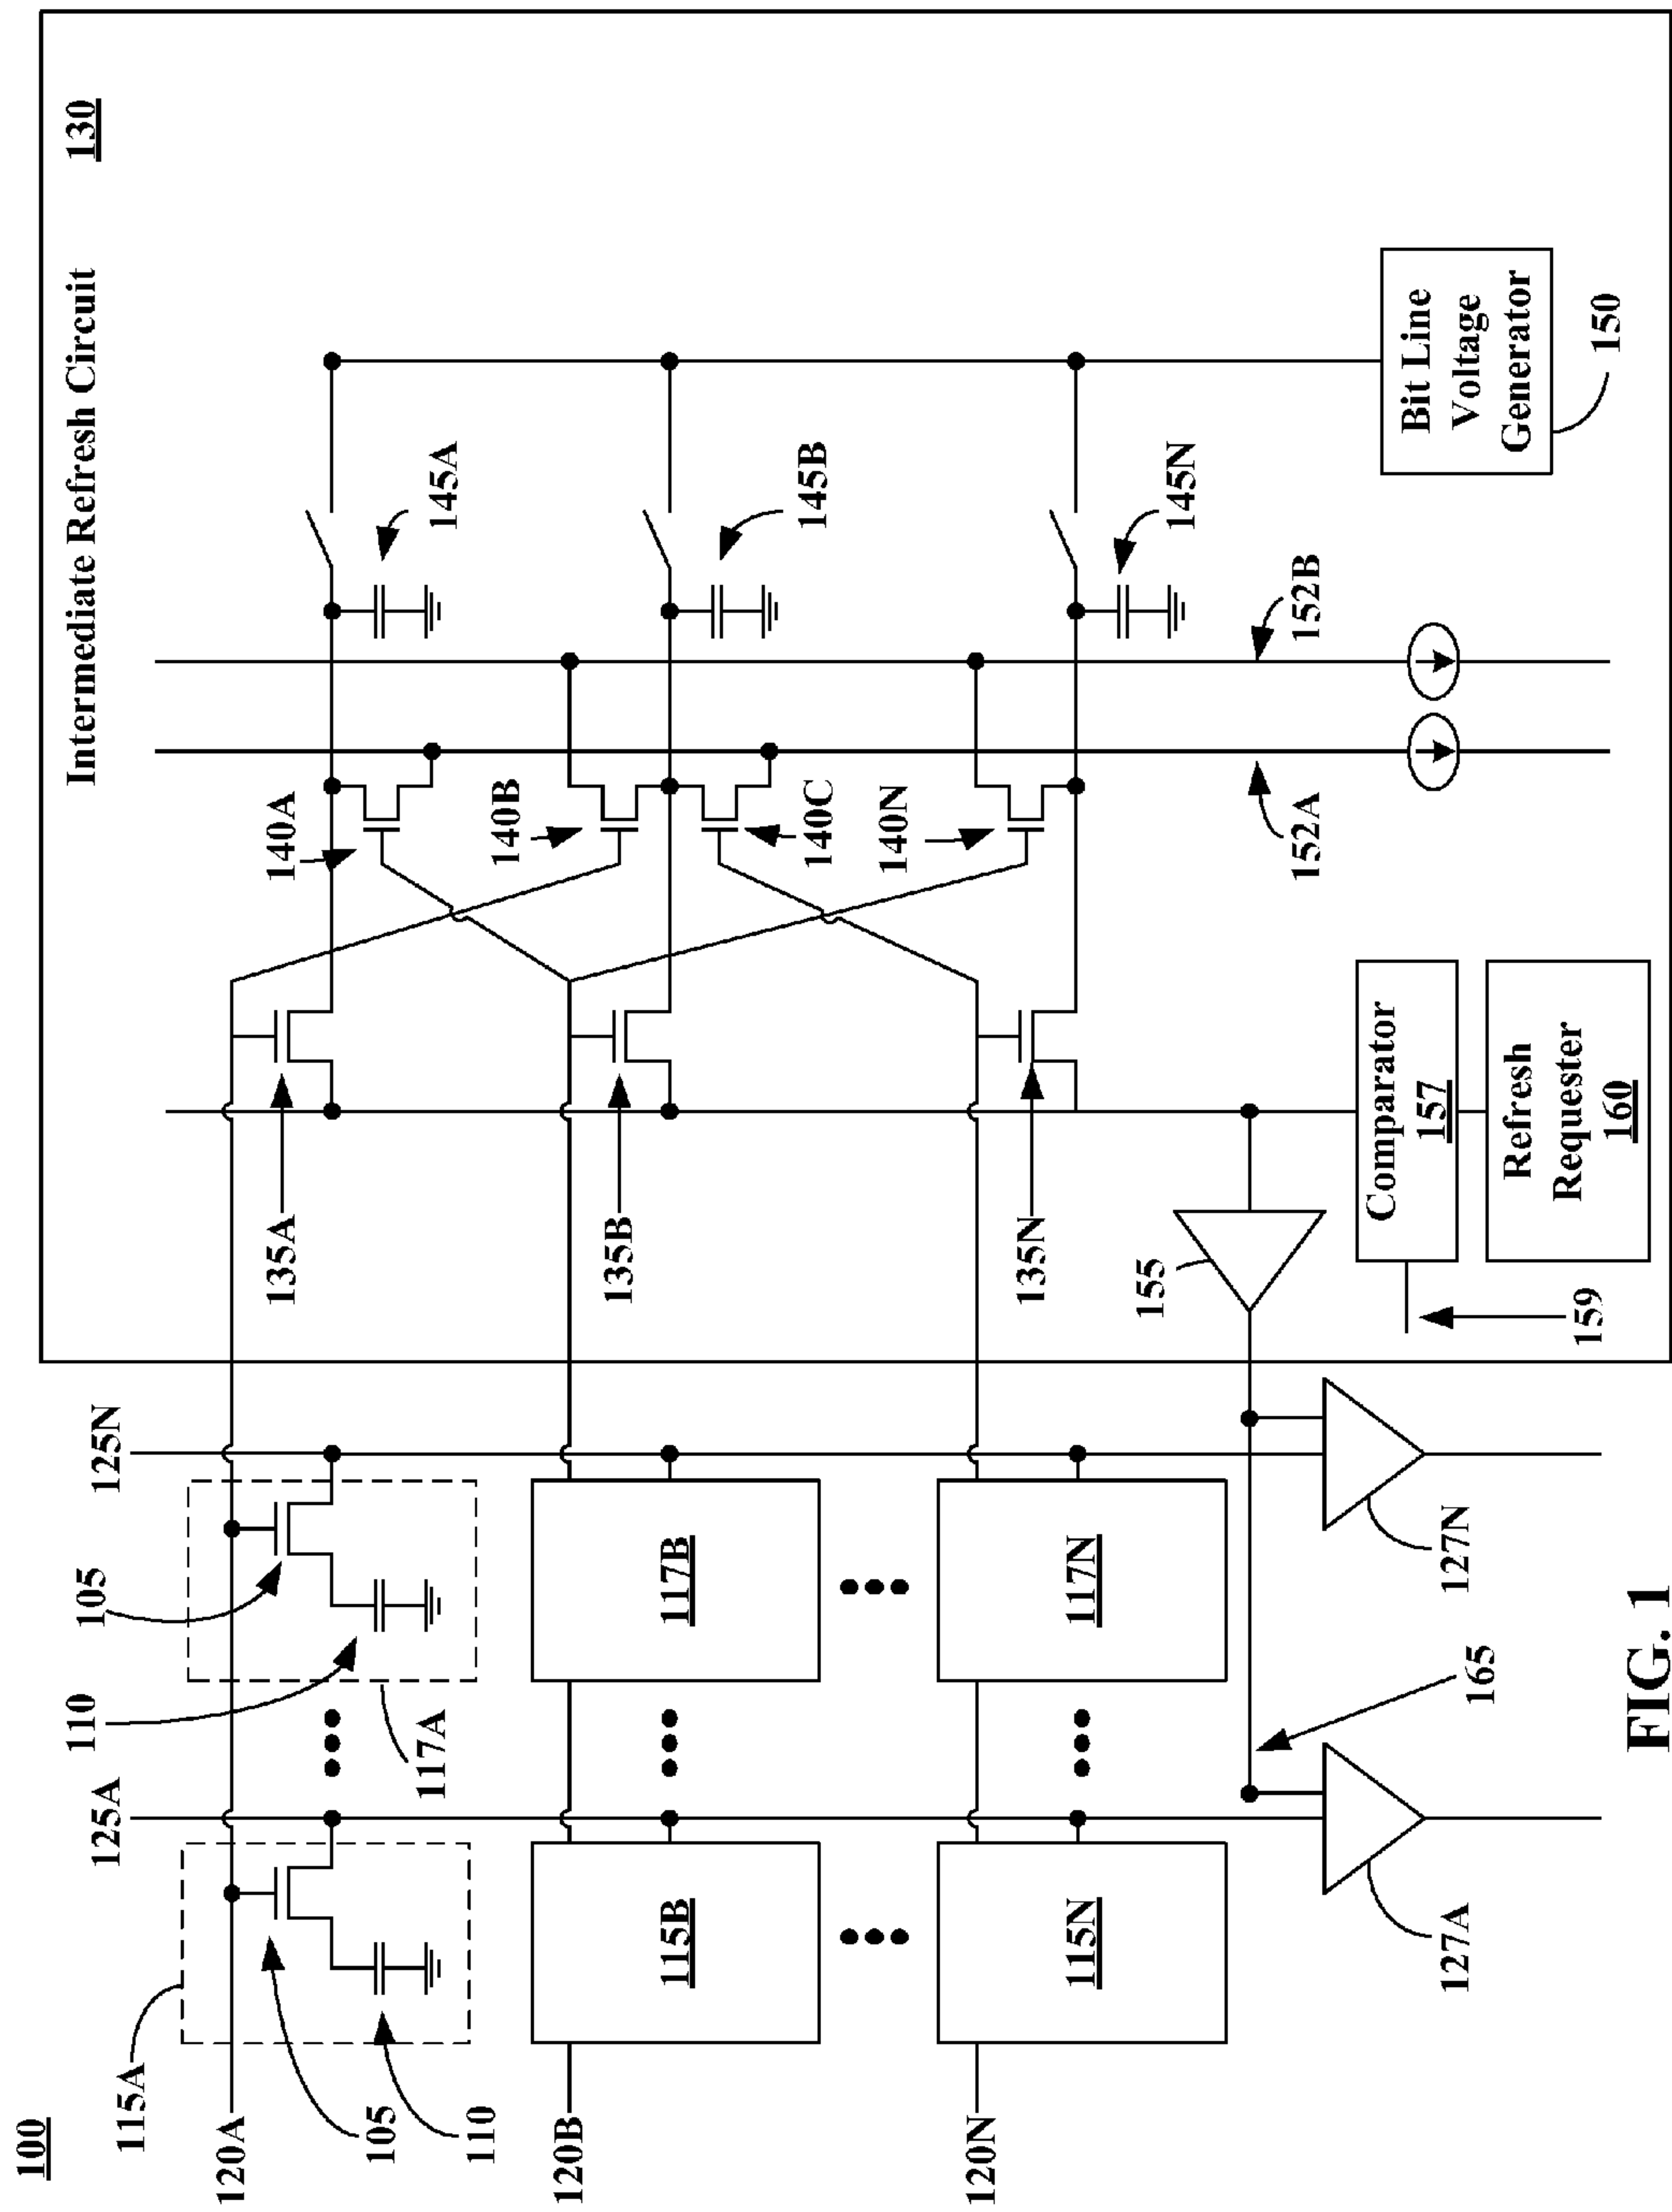 100
115A
120A
105
110
120B
120N
125A
110
105
117A
125N
115B
117B
115N
117N
127A
127N
165
Intermediate Refresh Circuit
130
135A
135B
135N
140A
140B
140C
140N
145A
145B
145N
152A
152B
155
Comparator
157
159
Refresh
Requester
160
Bit Line
Voltage
Generator
150
FIG. 1